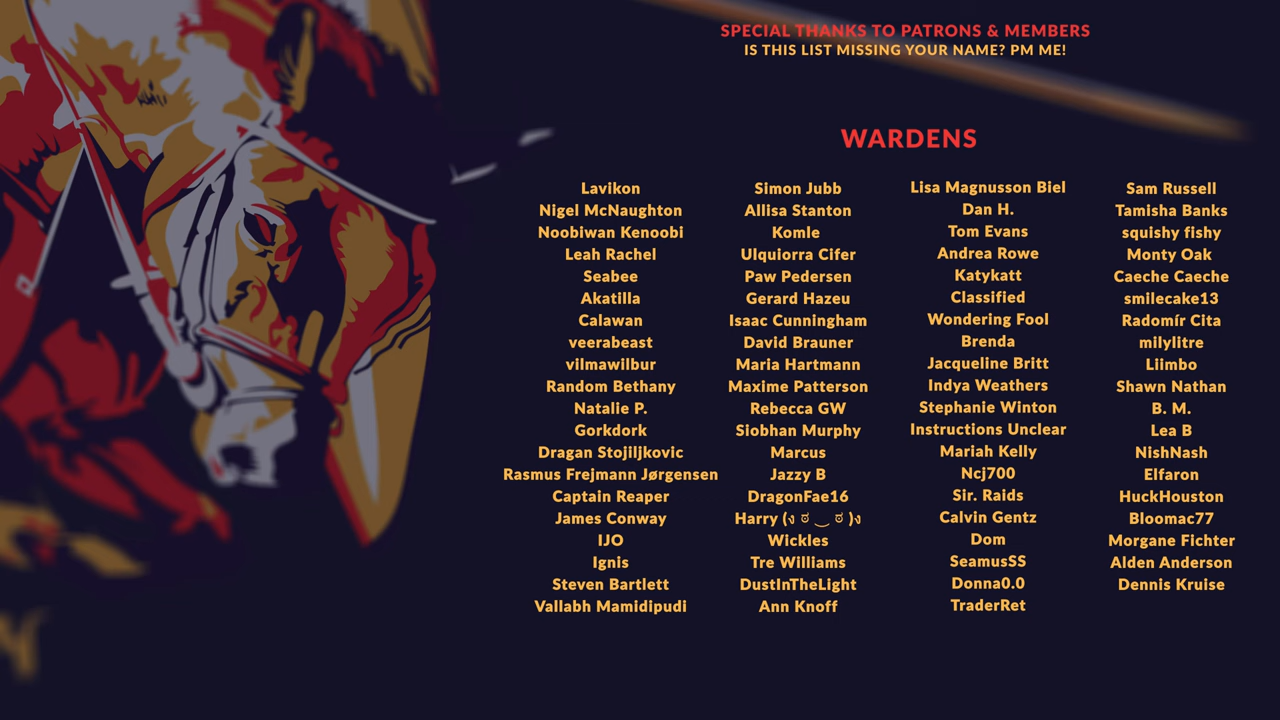 SPECIAL THANKS TO PATRONS & MEMBERS
IS THIS LIST MISSING YOUR NAME? PM ME!
WARDENS
Lavikon
Nigel McNaughton
Noobiwan Kenoobi
Leah Rachel
Seabee
Akatilla
Calawan
veerabeast
vilmawilbur
Random Bethany
Natalie P.
Gorkdork
Dragan Stojiljkovic
Rasmus Frejmann Jørgensen
Captain Reaper
James Conway
IJO
Ignis
Steven Bartlett
Vallabh Mamidipudi
Simon Jubb
Allisa Stanton
Komle
Ulquiorra Cifer
Paw Pedersen
Gerard Hazeu
Isaac Cunningham
David Brauner
Maria Hartmann
Maxime Patterson
Rebecca GW
Siobhan Murphy
Marcus
Jazzy B
DragonFae16
Harry (ง ಠ ‿ ಠ )ง
Wickles
Tre Williams
DustInTheLight
Ann Knoff
Lisa Magnusson Biel
Dan H.
Tom Evans
Andrea Rowe
Katykatt
Classified
Wondering Fool
Brenda
Jacqueline Britt
Indya Weathers
Stephanie Winton
Instructions Unclear
Mariah Kelly
Ncj700
Sir. Raids
Calvin Gentz
Dom
SeamusSS
Donna0.0
TraderRet
Sam Russell
Tamisha Banks
squishy fishy
Monty Oak
Caeche Caeche
smilecake13
Radomír Cita
milylitre
Liimbo
Shawn Nathan
B. M.
Lea B
NishNash
Elfaron
HuckHouston
Bloomac77
Morgane Fichter
Alden Anderson
Dennis Kruise